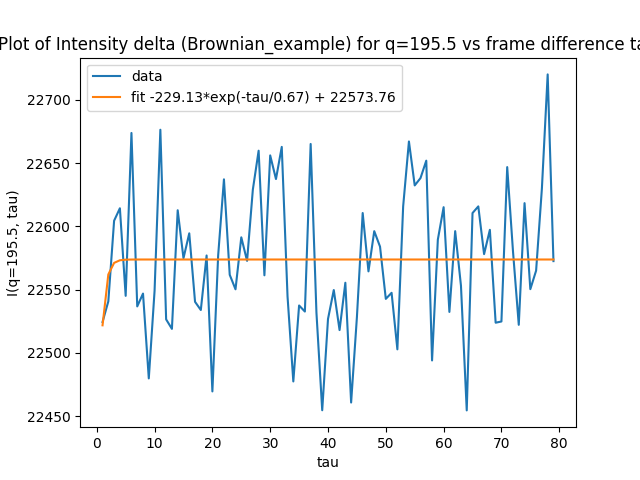 Plot of Intensity delta (Brownian_example) for q=195.5 vs frame difference ta
data
fit -229.13*exp(-tau/0.67) + 22573.76
I(q=195.5, tau)
22700
22650
22600
22550
22500
22450
0 10 20 30 40 50 60 70 80
tau